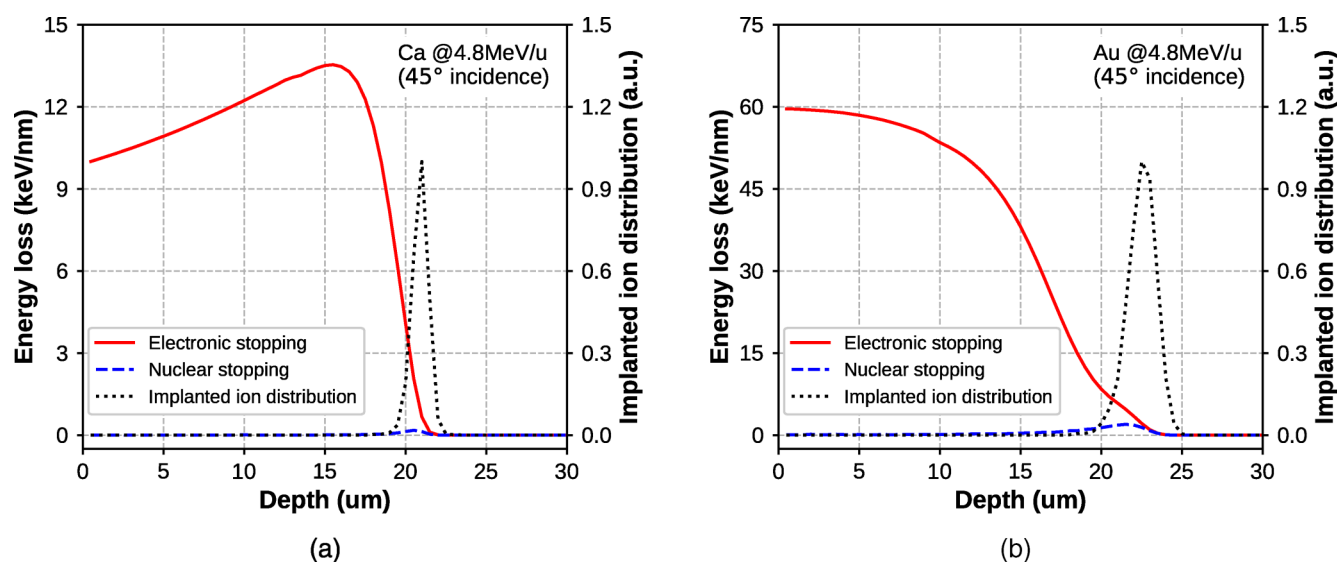 Ca @4.8MeV/u
(45° incidence)
Energy loss (keV/nm)
15
12
9
6
3
0
1.5
1.2
0.9
0.6
0.3
0.0
Implanted ion distribution (a.u.)
Electronic stopping
Nuclear stopping
Implanted ion distribution
0 5 10 15 20 25 30
Depth (um)
(a)
Au @4.8MeV/u
(45° incidence)
Energy loss (keV/nm)
75
60
45
30
15
0
1.5
1.2
0.9
0.6
0.3
0.0
Implanted ion distribution (a.u.)
Electronic stopping
Nuclear stopping
Implanted ion distribution
0 5 10 15 20 25 30
Depth (um)
(b)